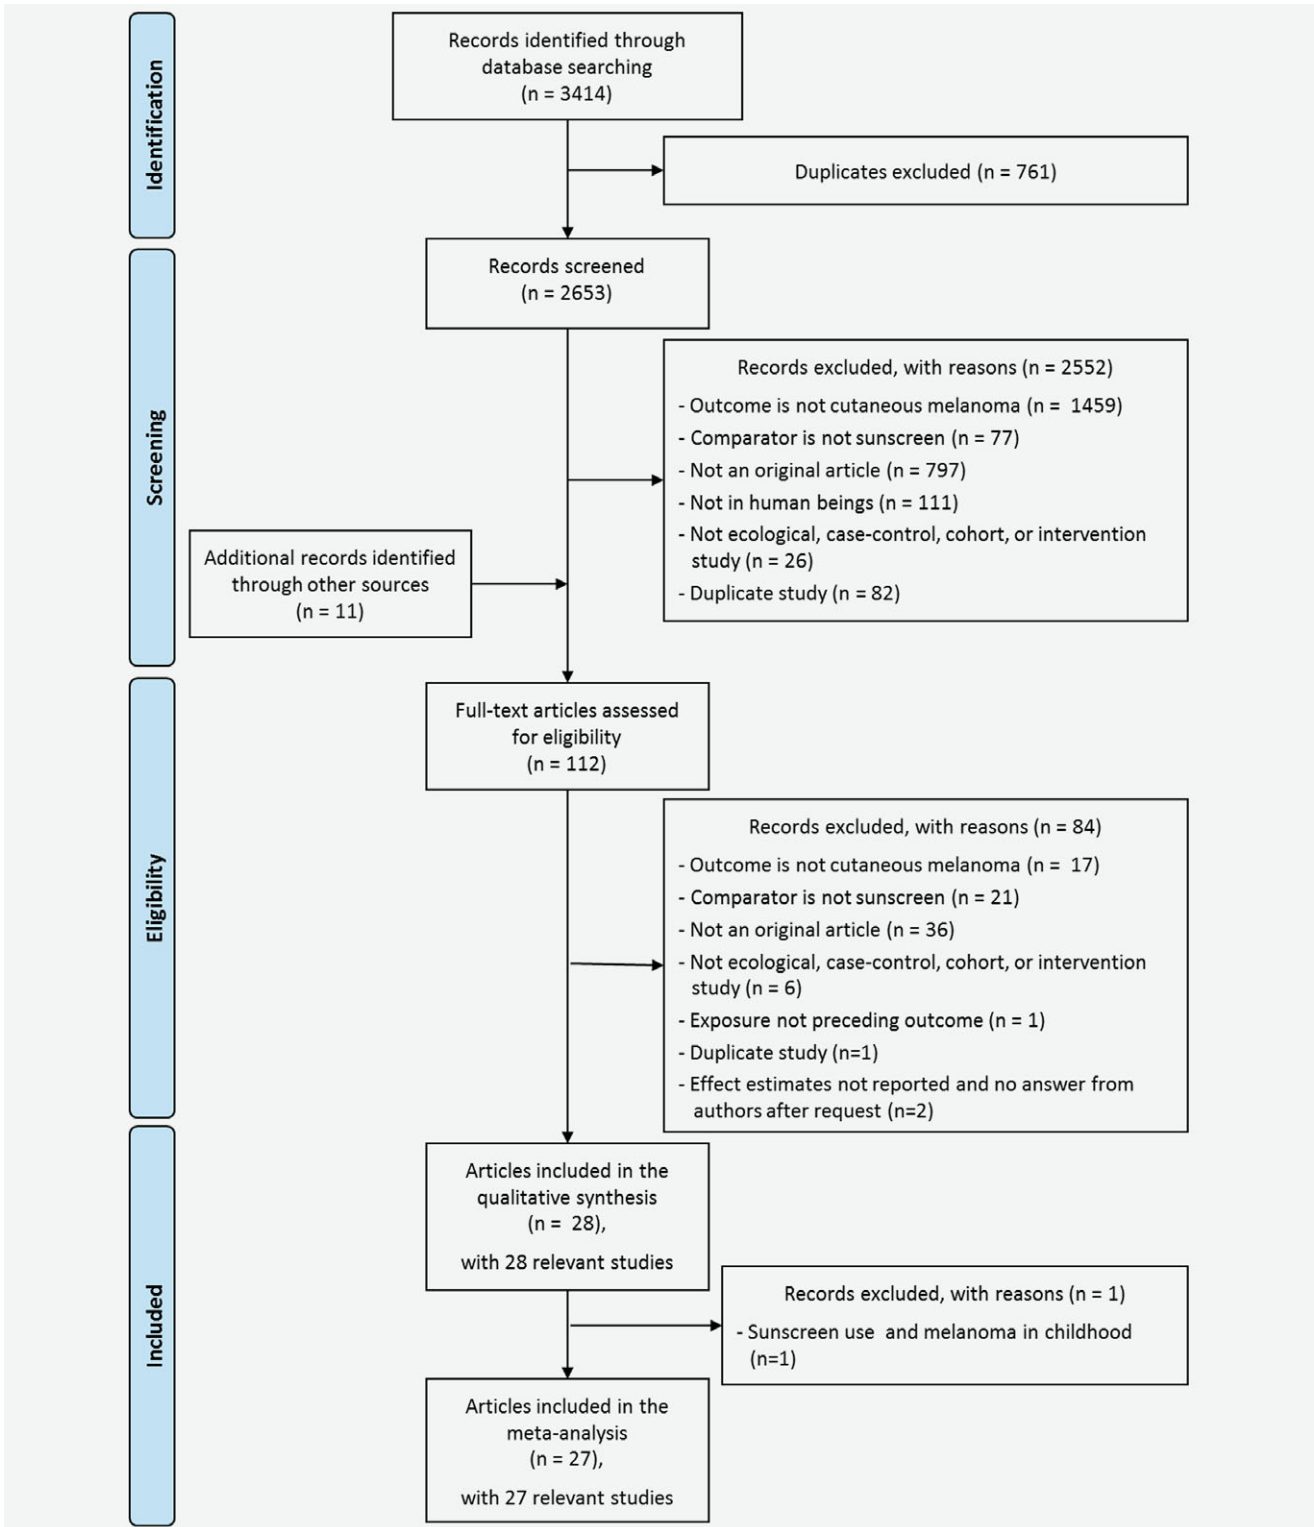 Identification
Records identified through
database searching
(n = 3414)
Duplicates excluded (n = 761)
Screening
Records screened
(n = 2653)
Records excluded, with reasons (n = 2552)
- Outcome is not cutaneous melanoma (n =  1459)
- Comparator is not sunscreen (n = 77)
- Not an original article (n = 797)
- Not in human beings (n = 111)
- Not ecological, case-control, cohort, or intervention
study (n = 26)
- Duplicate study (n = 82)
Additional records identified
through other sources
(n = 11)
Eligibility
Full-text articles assessed
for eligibility
(n = 112)
Records excluded, with reasons (n = 84)
- Outcome is not cutaneous melanoma (n =  17)
- Comparator is not sunscreen (n = 21)
- Not an original article (n = 36)
- Not ecological, case-control, cohort, or intervention
study (n = 6)
- Exposure not preceding outcome (n = 1)
- Duplicate study (n=1)
- Effect estimates not reported and no answer from
authors after request (n=2)
Included
Articles included in the
qualitative synthesis
(n =  28),
with 28 relevant studies
Records excluded, with reasons (n = 1)
- Sunscreen use  and melanoma in childhood
(n=1)
Articles included in the
meta-analysis
(n = 27),
with 27 relevant studies